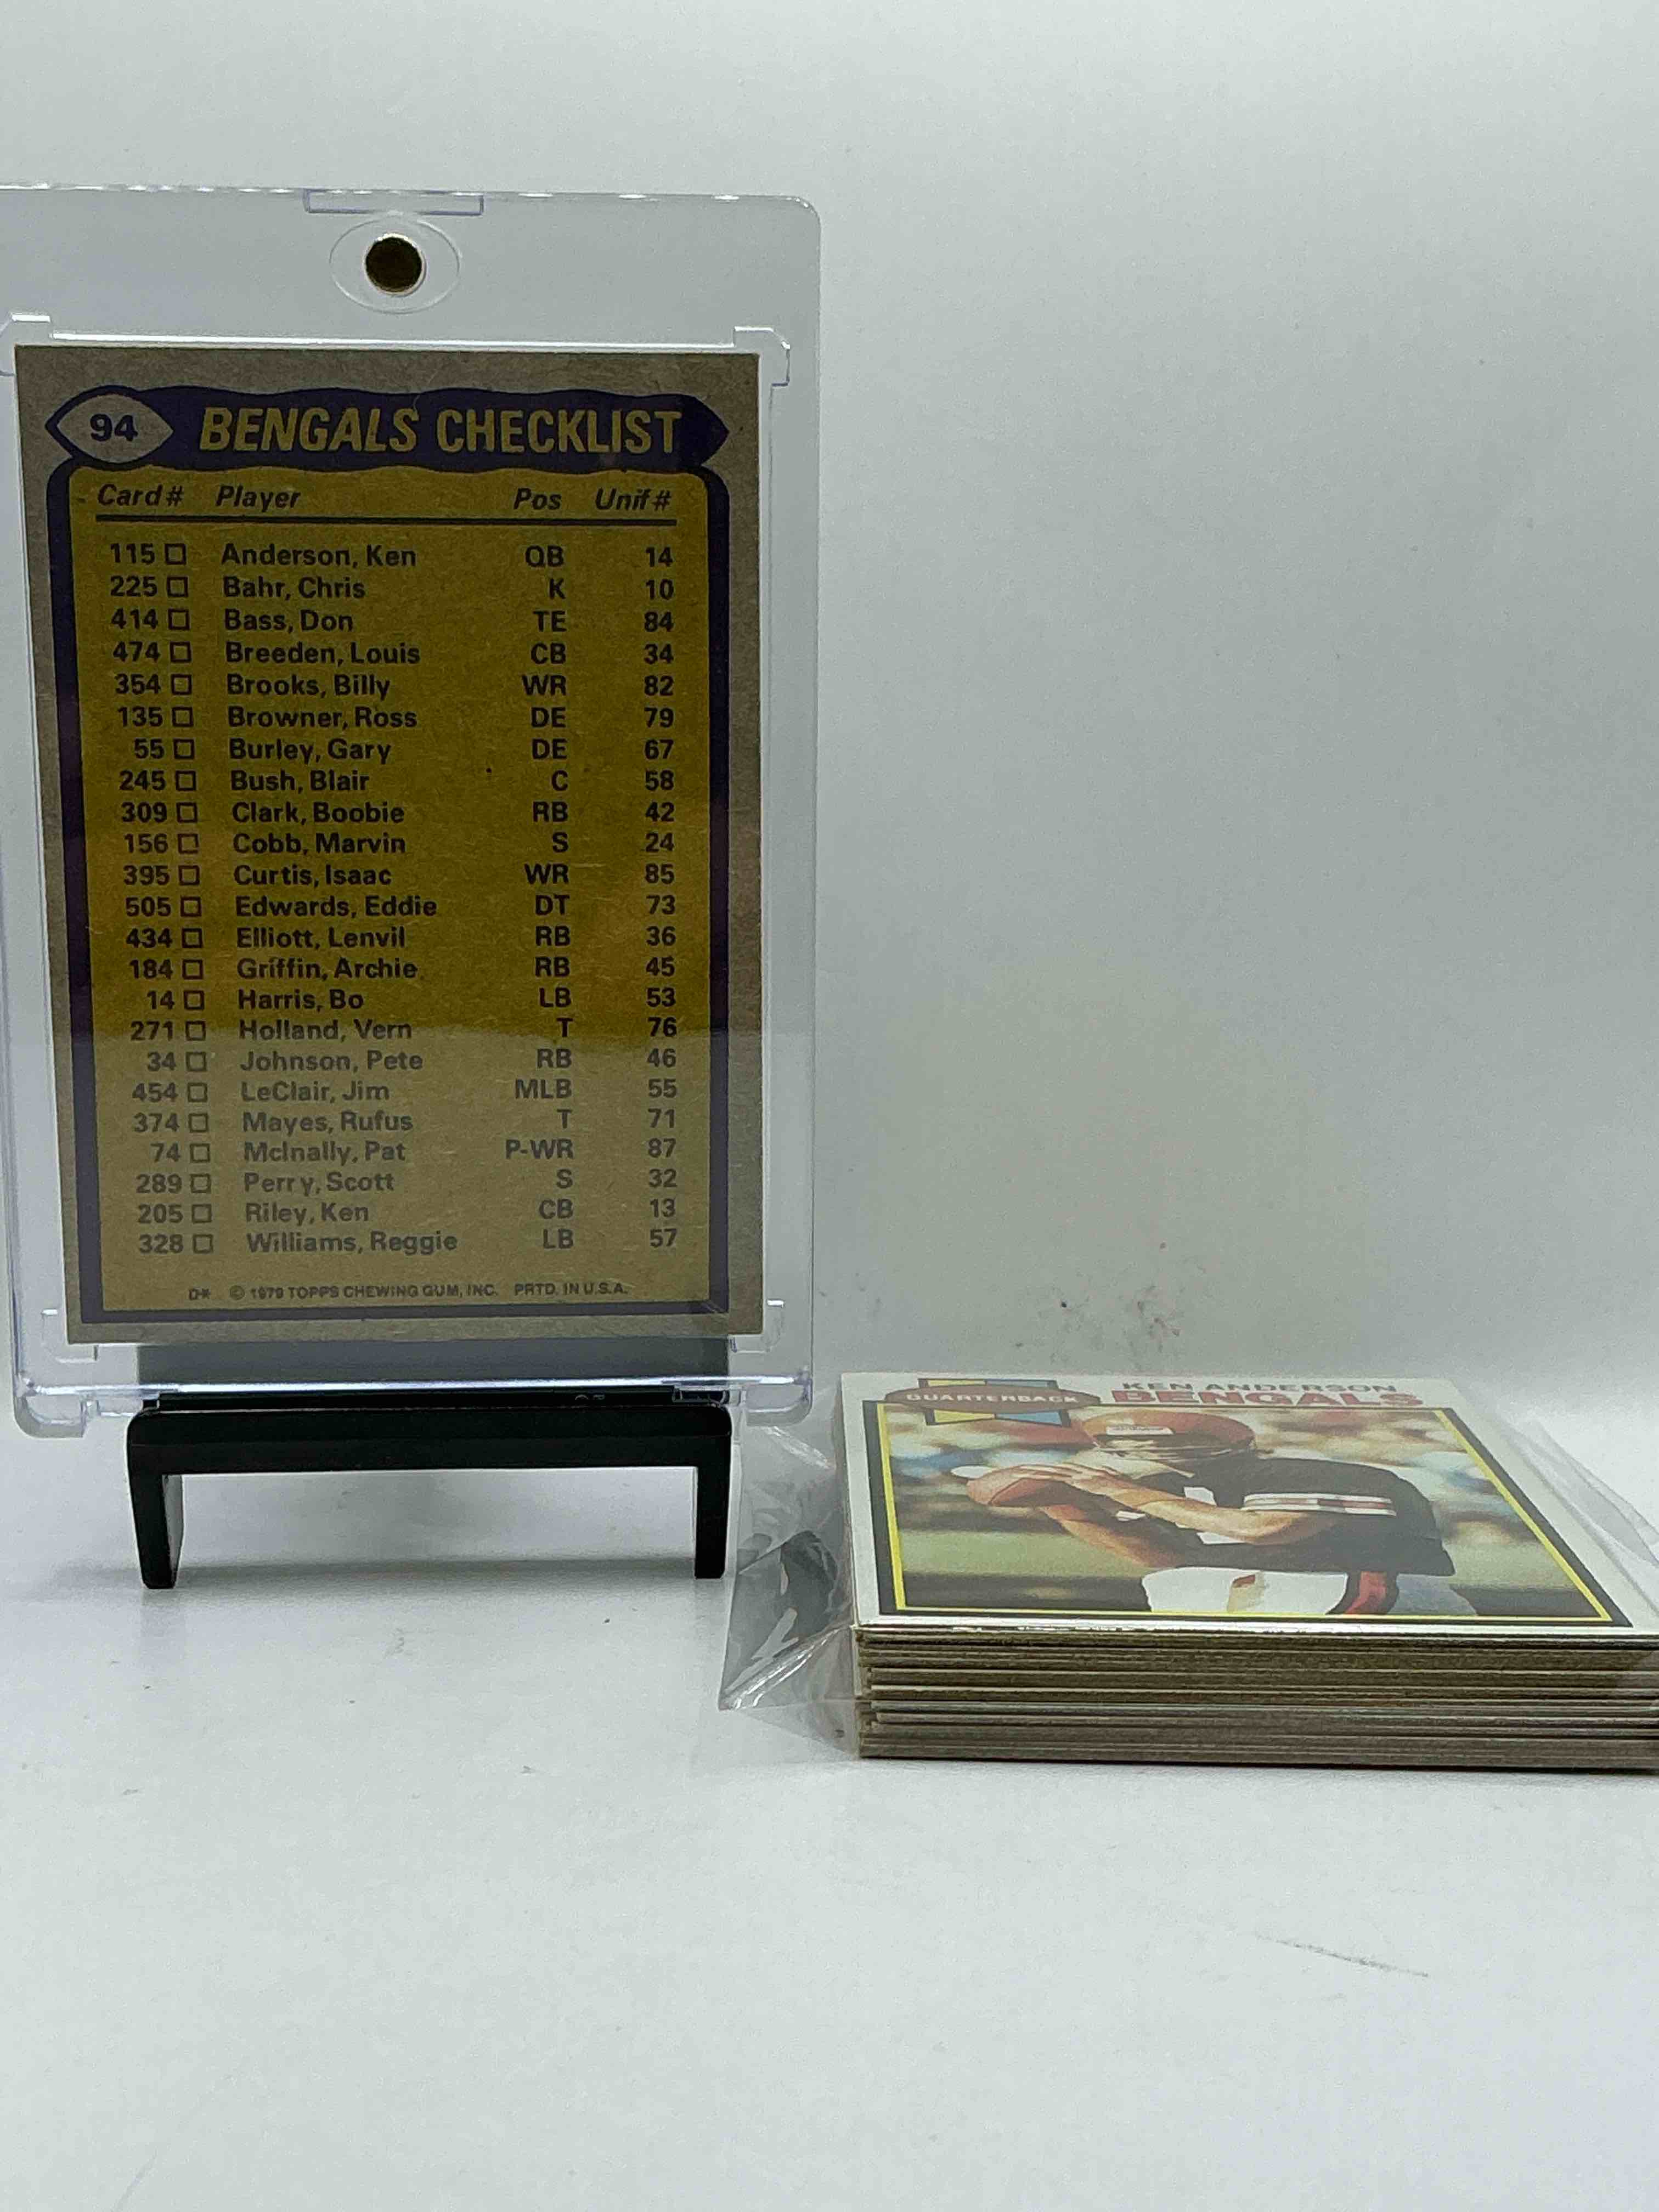 94 BENGALS CHECKLIST
Card # Player Pos Unif #
115 Anderson, Ken QB 14
225 Bahr, Chris K 10
414 Bass, Don TE 84
474 Breeden, Louis CB 34
354 Brooks, Billy WR 82
135 Browner, Ross DE 79
55 Burley, Gary DE 67
245 Bush, Blair C 58
309 Clark, Boobie RB 42
156 Cobb, Marvin S 24
395 Curtis, Isaac WR 85
505 Edwards, Eddie DT 73
434 Elliott, Lenvil RB 36
184 Griffin, Archie RB 45
14 Harris, Bo LB 53
271 Holland, Vern T 76
34 Johnson, Pete RB 46
454 LeClair, Jim MLB 55
374 Mayes, Rufus T 71
74 McInally, Pat P-WR 87
289 Perry, Scott S 32
205 Riley, Ken CB 13
328 Williams, Reggie LB 57
D* © 1979 TOPPS CHEWING GUM, INC. PRTD. IN U.S.A.
KEN ANDERSON
QUARTERBACK BENGALS